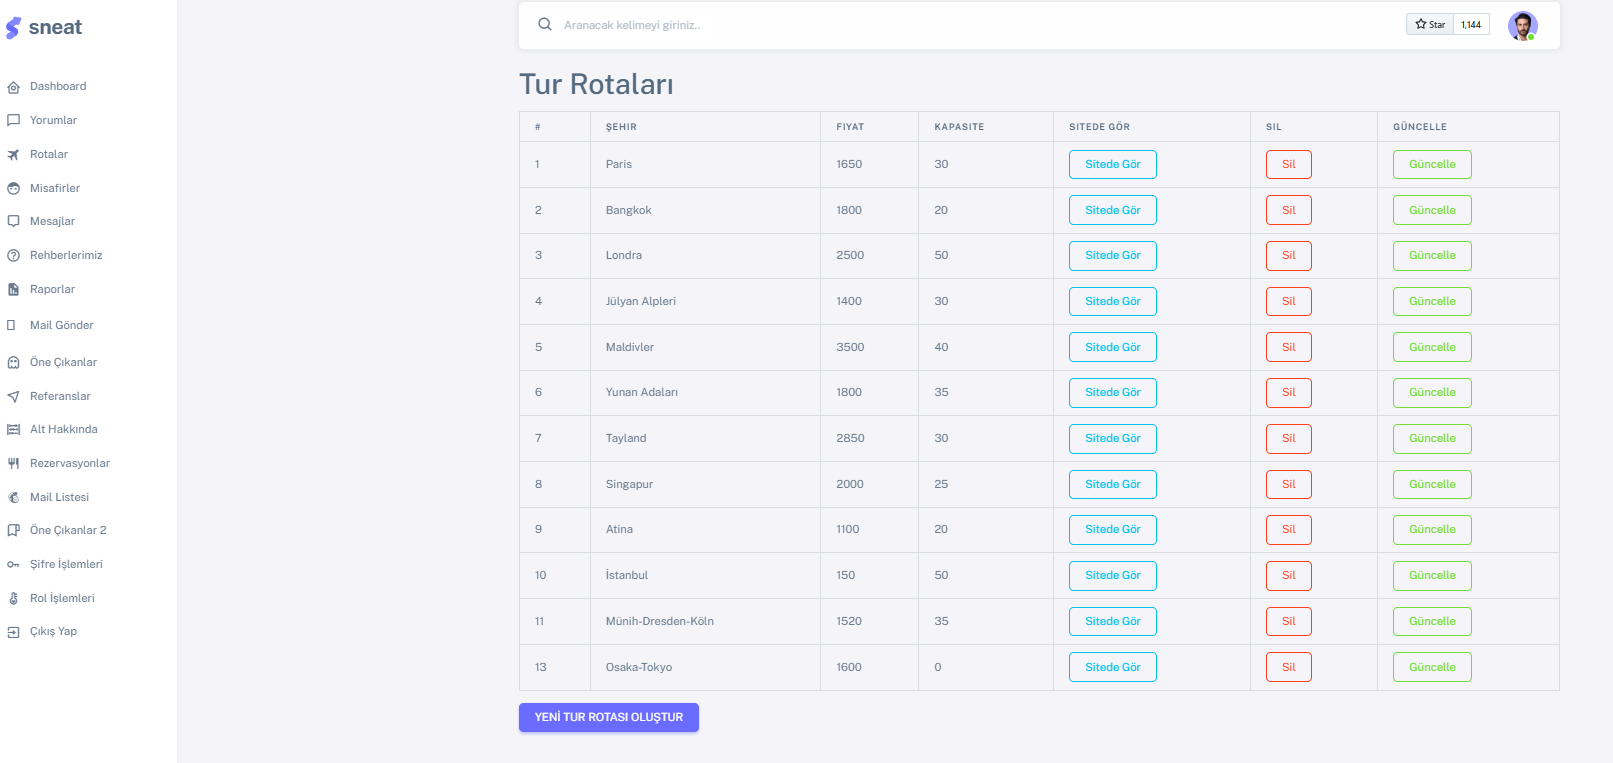 sneat
Dashboard
Yorumlar
Rotalar
Misafirler
Mesajlar
Rehberlerimiz
Raporlar
Mail Gönder
Öne Çıkanlar
Referanslar
Alt Hakkında
Rezervasyonlar
Mail Listesi
Öne Çıkanlar 2
Şifre İşlemleri
Rol İşlemleri
Çıkış Yap
Aranacak kelimeyi giriniz.. Star 1,144
Tur Rotaları
# ŞEHIR FIYAT KAPASITE SITEDE GÖR SIL GÜNCELLE
1 Paris 1650 30 Sitede Gör Sil Güncelle
2 Bangkok 1800 20 Sitede Gör Sil Güncelle
3 Londra 2500 50 Sitede Gör Sil Güncelle
4 Jülyan Alpleri 1400 30 Sitede Gör Sil Güncelle
5 Maldivler 3500 40 Sitede Gör Sil Güncelle
6 Yunan Adaları 1800 35 Sitede Gör Sil Güncelle
7 Tayland 2850 30 Sitede Gör Sil Güncelle
8 Singapur 2000 25 Sitede Gör Sil Güncelle
9 Atina 1100 20 Sitede Gör Sil Güncelle
10 İstanbul 150 50 Sitede Gör Sil Güncelle
11 Münih-Dresden-Köln 1520 35 Sitede Gör Sil Güncelle
13 Osaka-Tokyo 1600 0 Sitede Gör Sil Güncelle
YENİ TUR ROTASI OLUŞTUR